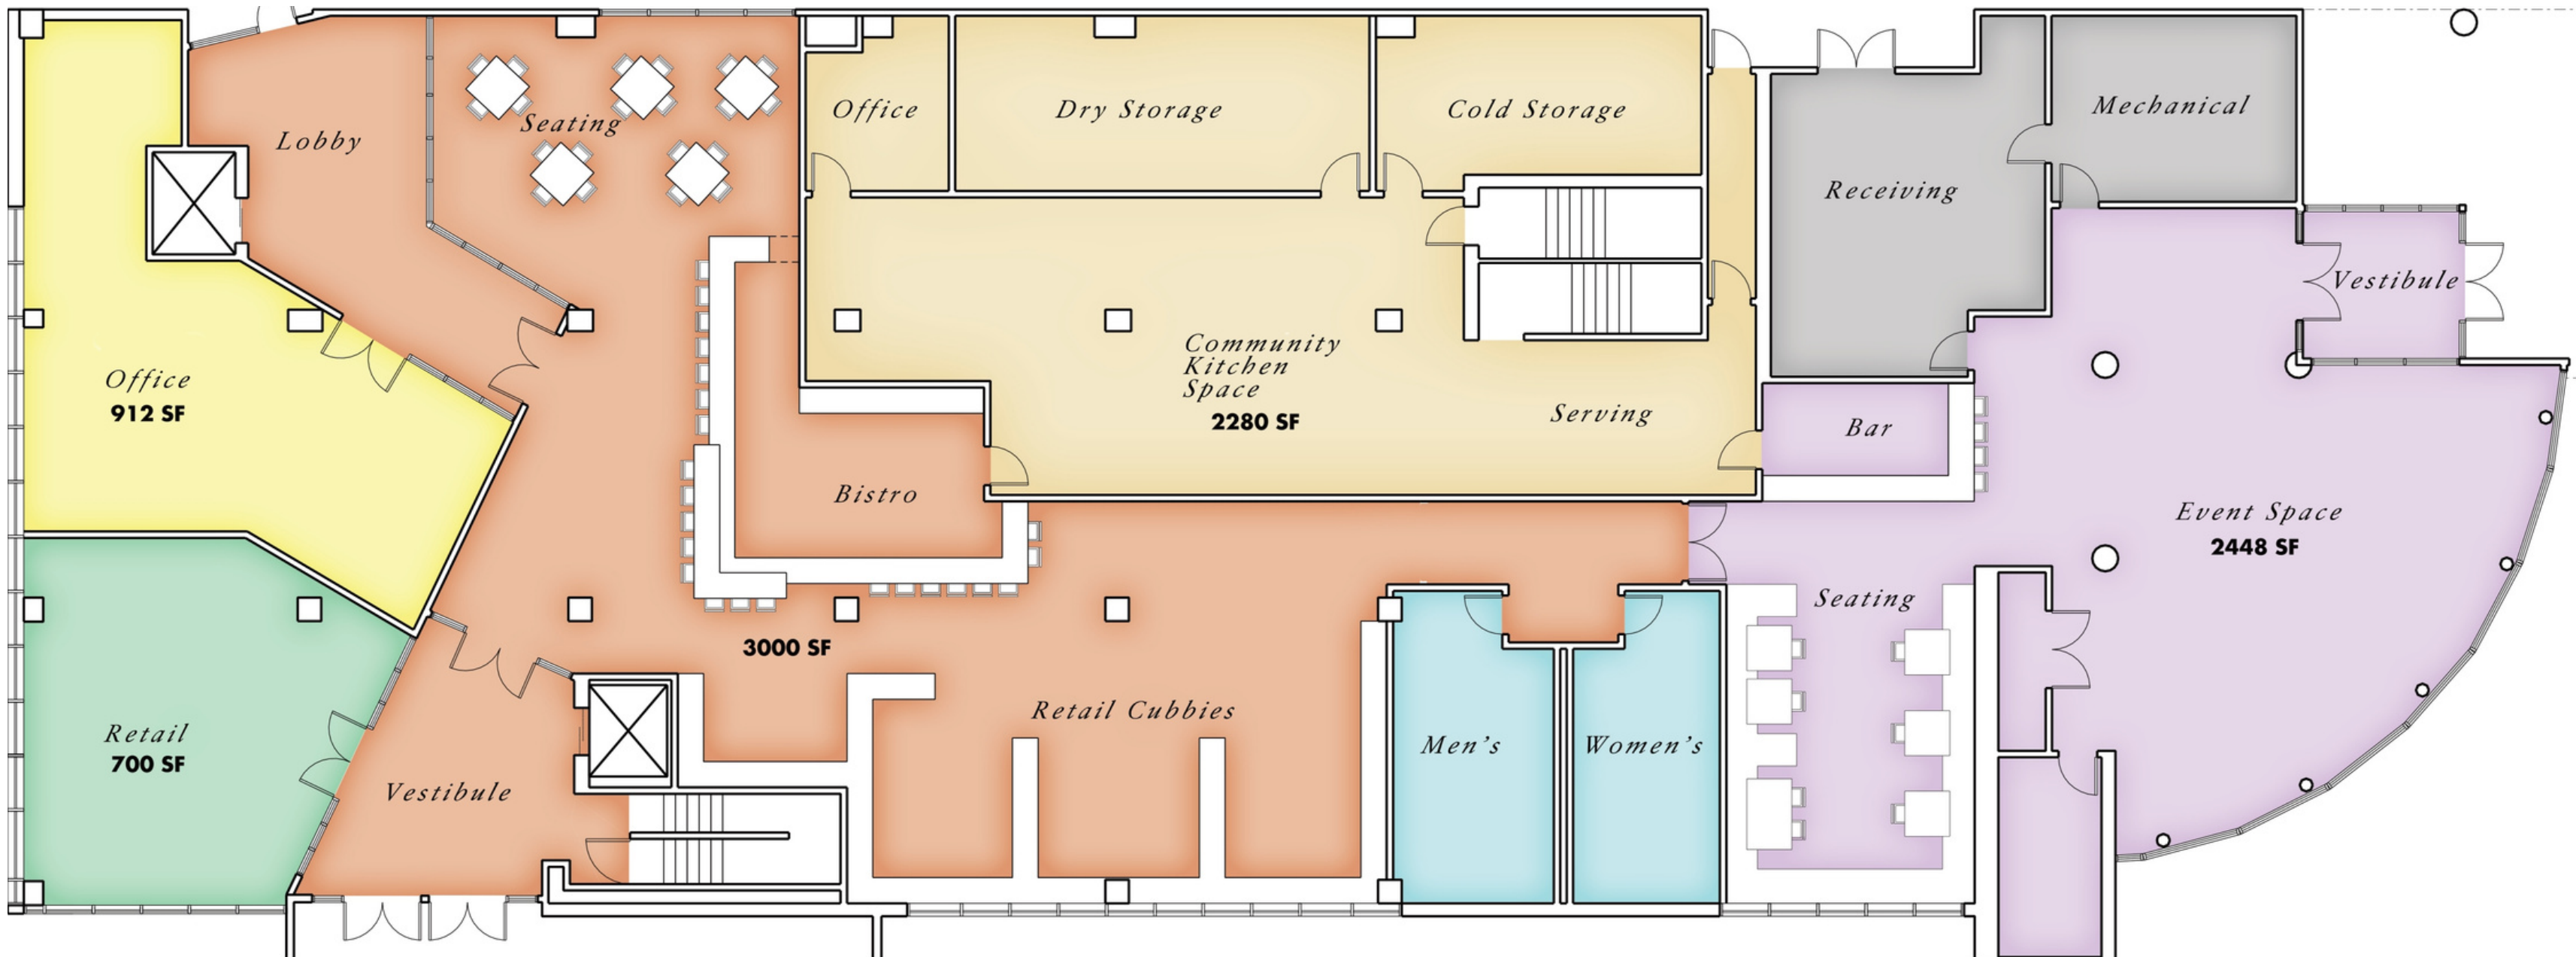 Lobby
Seating
Office
Dry Storage
Cold Storage
Receiving
Mechanical
Vestibule
Office
912 SF
Community
Kitchen
Space
2280 SF
Serving
Bar
Bistro
Event Space
2448 SF
Seating
3000 SF
Retail Cubbies
Retail
700 SF
Vestibule
Men's
Women's